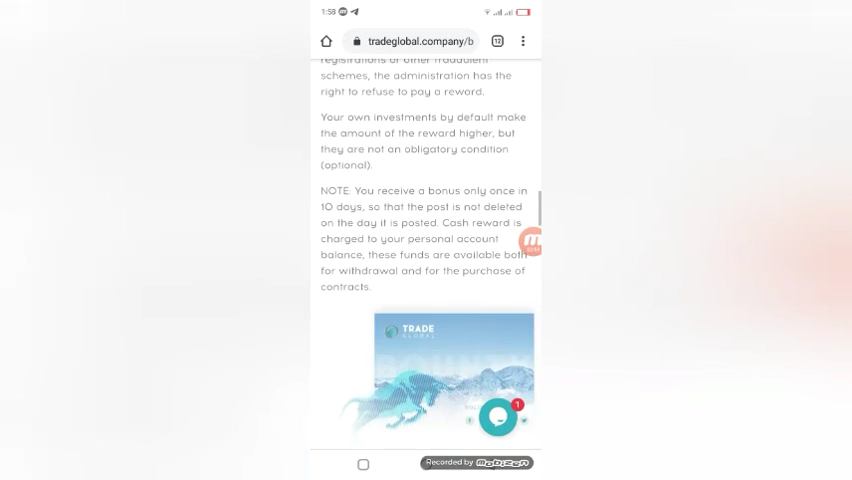 1:58
tradeglobal.company/b
12
registrations or other fraudulent
schemes, the administration has the
right to refuse to pay a reward.
Your own investments by default make
the amount of the reward higher, but
they are not an obligatory condition
(optional).
NOTE: You receive a bonus only once in
10 days, so that the post is not deleted
on the day it is posted. Cash reward is
charged to your personal account
balance, these funds are available both
for withdrawal and for the purchase of
contracts.
TRADE
GLOBAL
BOUNTY
1
Recorded by mobizen